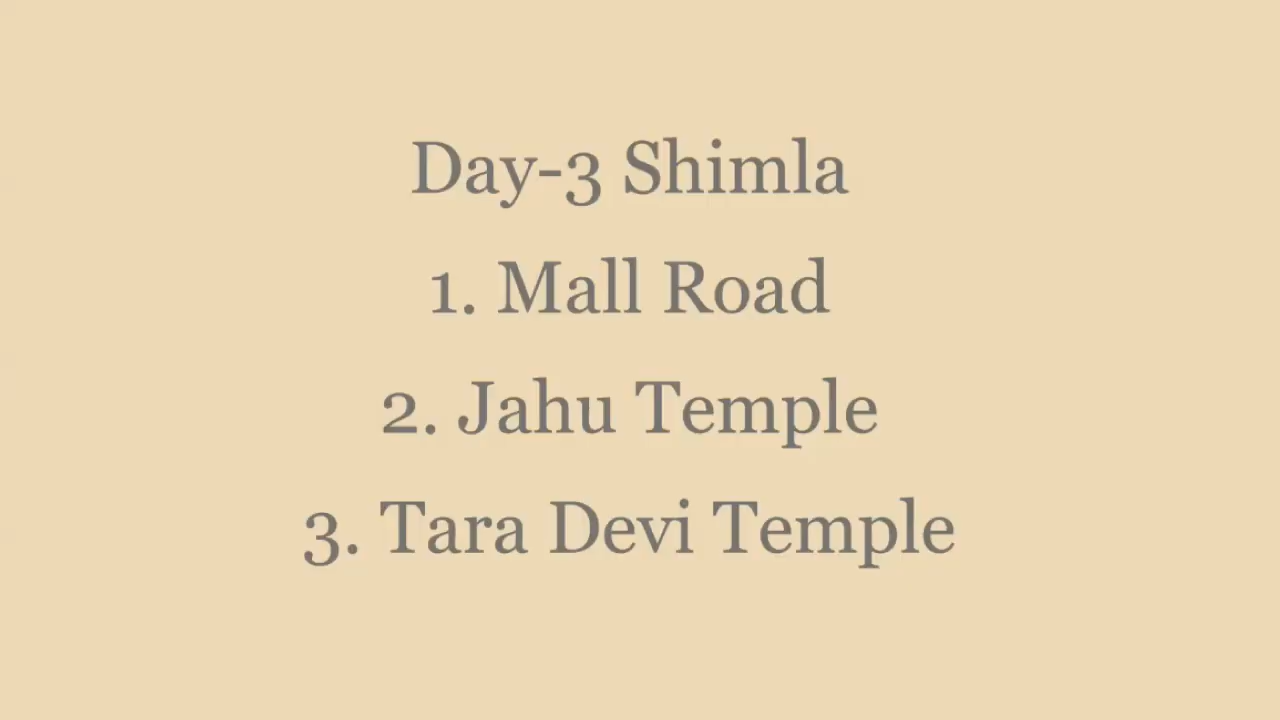 Day-3 Shimla
1. Mall Road
2. Jahu Temple
3. Tara Devi Temple